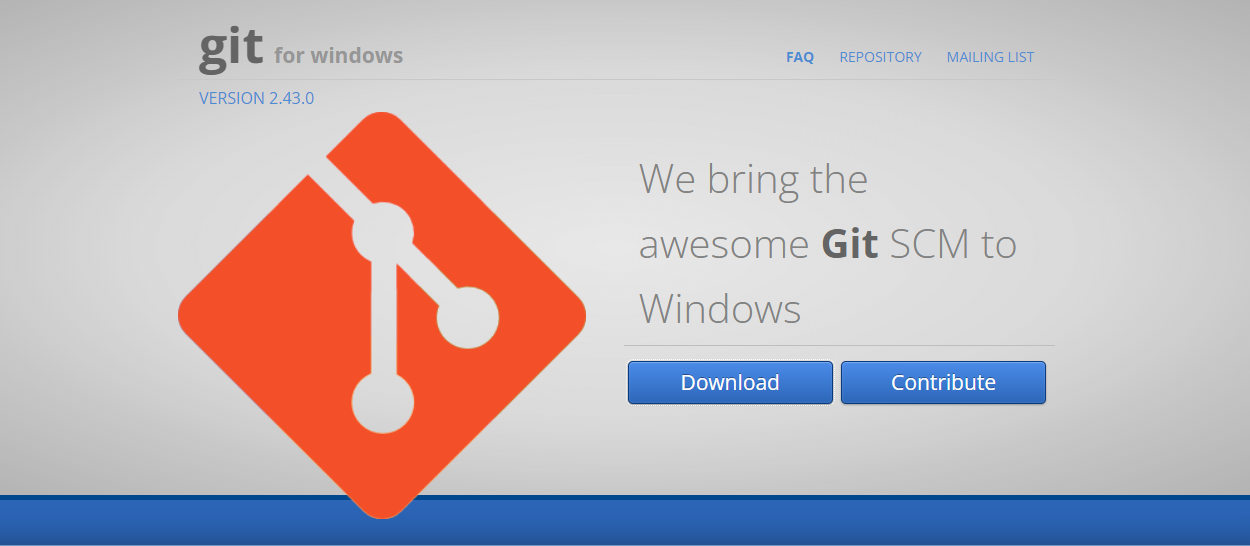 git for windows
FAQ REPOSITORY MAILING LIST
VERSION 2.43.0
We bring the
awesome Git SCM to
Windows
Download Contribute